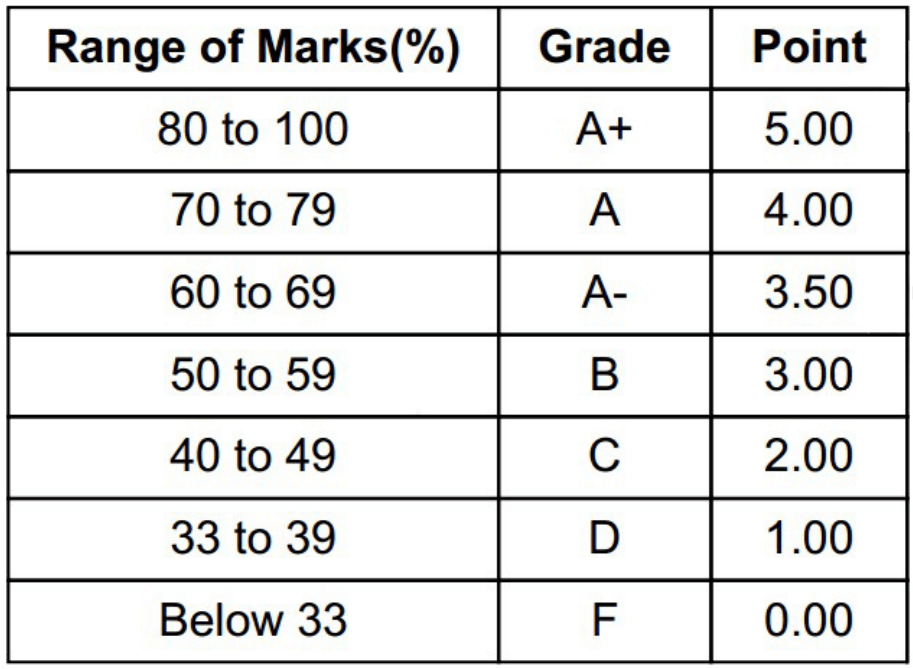 Range of Marks(%) Grade Point
80 to 100 A+ 5.00
70 to 79 A 4.00
60 to 69 A- 3.50
50 to 59 B 3.00
40 to 49 C 2.00
33 to 39 D 1.00
Below 33 F 0.00